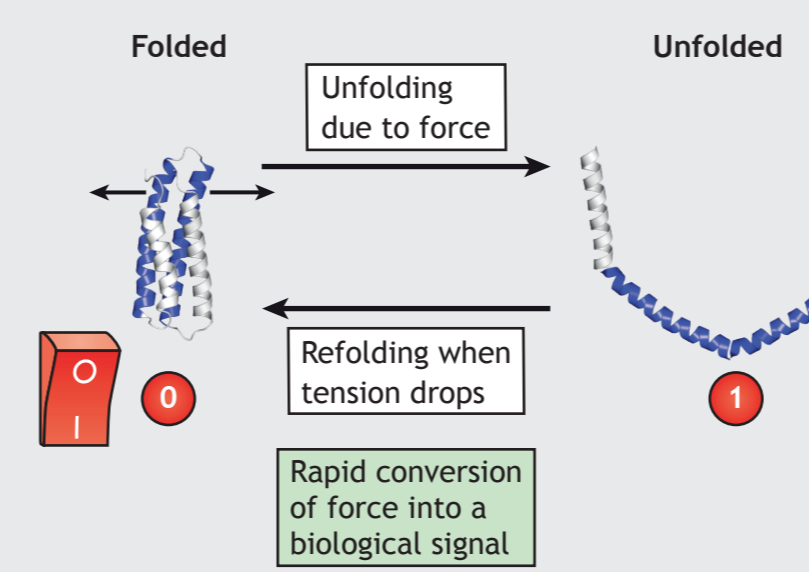 Folded
Unfolded
Unfolding
due to force
Refolding when
tension drops
0
1
Rapid conversion
of force into a
biological signal